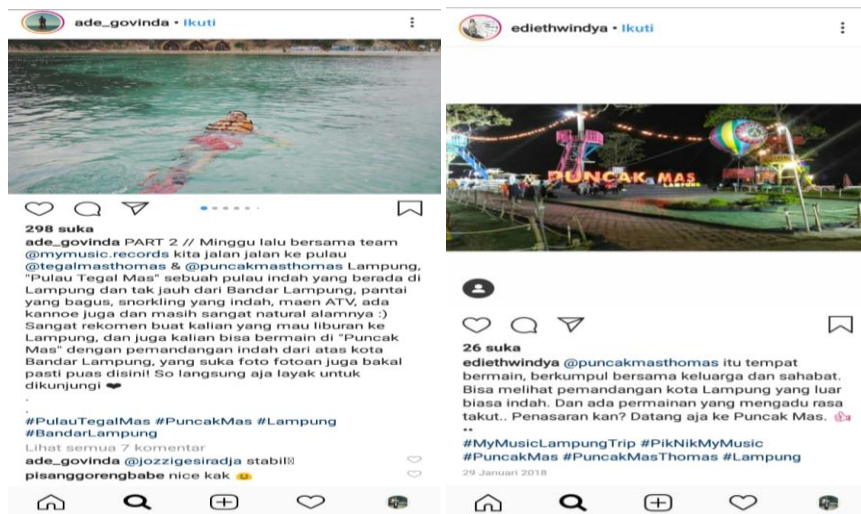 ade_govinda • Ikuti
298 suka
ade_govinda PART 2 // Minggu lalu bersama team
@mymusic.records kita jalan jalan ke pulau
@tegalmasthomas & @puncakmasthomas Lampung,
"Pulau Tegal Mas" sebuah pulau indah yang berada di
Lampung dan tak jauh dari Bandar Lampung, pantai
yang bagus, snorkling yang indah, maen ATV, ada
kannoe juga dan masih sangat natural alamnya :)
Sangat rekomen buat kalian yang mau liburan ke
Lampung, dan juga kalian bisa bermain di "Puncak
Mas" dengan pemandangan indah dari atas kota
Bandar Lampung, yang suka foto fotoan juga bakal
pasti puas disini! So langsung aja layak untuk
dikunjungi ❤
.
.
#PulauTegalMas #PuncakMas #Lampung
#BandarLampung
Lihat semua 7 komentar
ade_govinda @jozzigesiradja stabil
pisanggorengbabe nice kak
ediethwindya • Ikuti
PUNCAK MAS
LAMPUNG
26 suka
ediethwindya @puncakmasthomas itu tempat
bermain, berkumpul bersama keluarga dan sahabat.
Bisa melihat pemandangan kota Lampung yang luar
biasa indah. Dan ada permainan yang mengadu rasa
takut.. Penasaran kan? Datang aja ke Puncak Mas. 👍
..
#MyMusicLampungTrip #PikNikMyMusic
#PuncakMas #PuncakMasThomas #Lampung
29 Januari 2018